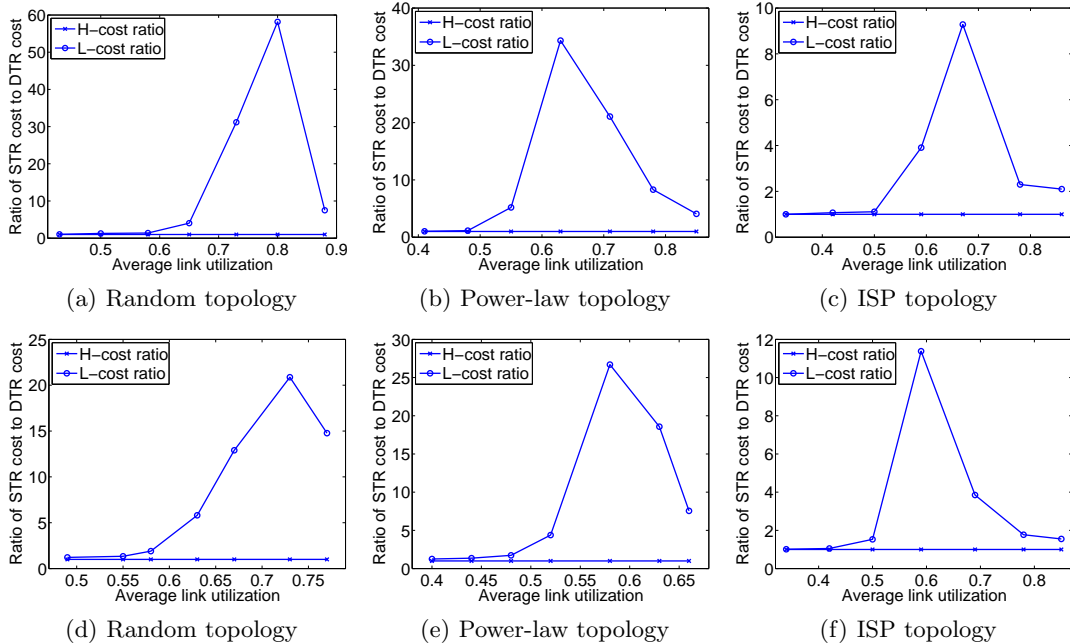 60
50
40
30
20
10
0
0.5
0.6
0.7
0.8
0.9
Ratio of STR cost to DTR cost
Average link utilization
H−cost ratio
L−cost ratio
(a) Random topology
40
30
20
10
0
0.4
0.5
0.6
0.7
0.8
Ratio of STR cost to DTR cost
Average link utilization
H−cost ratio
L−cost ratio
(b) Power-law topology
10
8
6
4
2
0
0.4
0.5
0.6
0.7
0.8
Ratio of STR cost to DTR cost
Average link utilization
H−cost ratio
L−cost ratio
(c) ISP topology
25
20
15
10
5
0
0.5
0.55
0.6
0.65
0.7
0.75
Ratio of STR cost to DTR cost
Average link utilization
H−cost ratio
L−cost ratio
(d) Random topology
30
25
20
15
10
5
0
0.4
0.45
0.5
0.55
0.6
0.65
Ratio of STR cost to DTR cost
Average link utilization
H−cost ratio
L−cost ratio
(e) Power-law topology
12
10
8
6
4
2
0
0.4
0.5
0.6
0.7
0.8
Ratio of STR cost to DTR cost
Average link utilization
H−cost ratio
L−cost ratio
(f) ISP topology